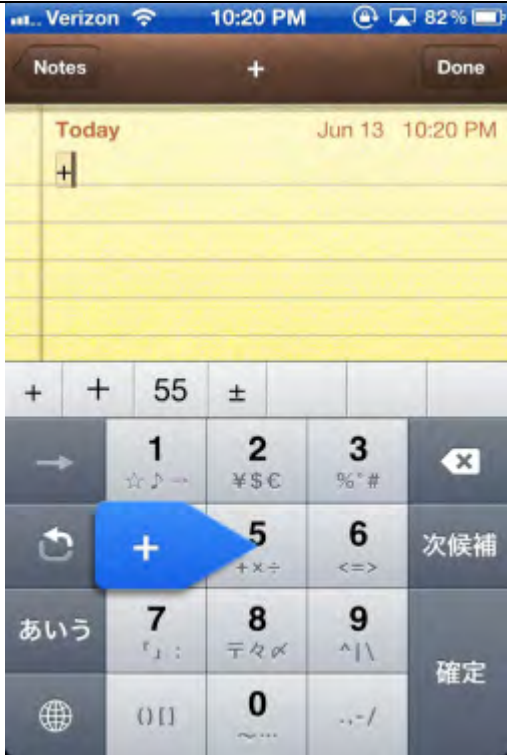 Verizon 10:20 PM 82%
Notes + Done
Today Jun 13 10:20 PM
+
+ + 55 ±
→ 1 2 3
☆♪→ ¥$€ %°#
+ 5 6 次候補
+×÷ <=>
あいう 7 8 9
「」: 〒々〆 ^|\
確定
()[] 0 .,-/
~…